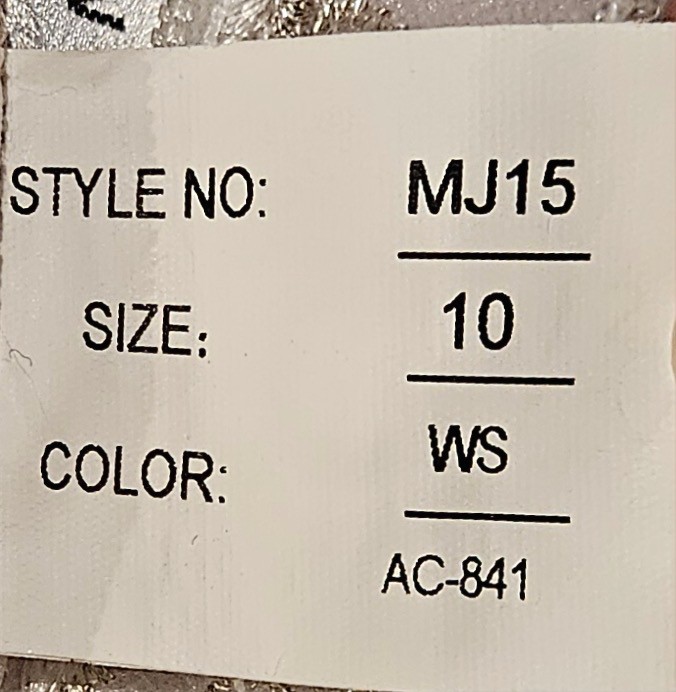 STYLE NO: MJ15
SIZE: 10
COLOR: WS
AC-841